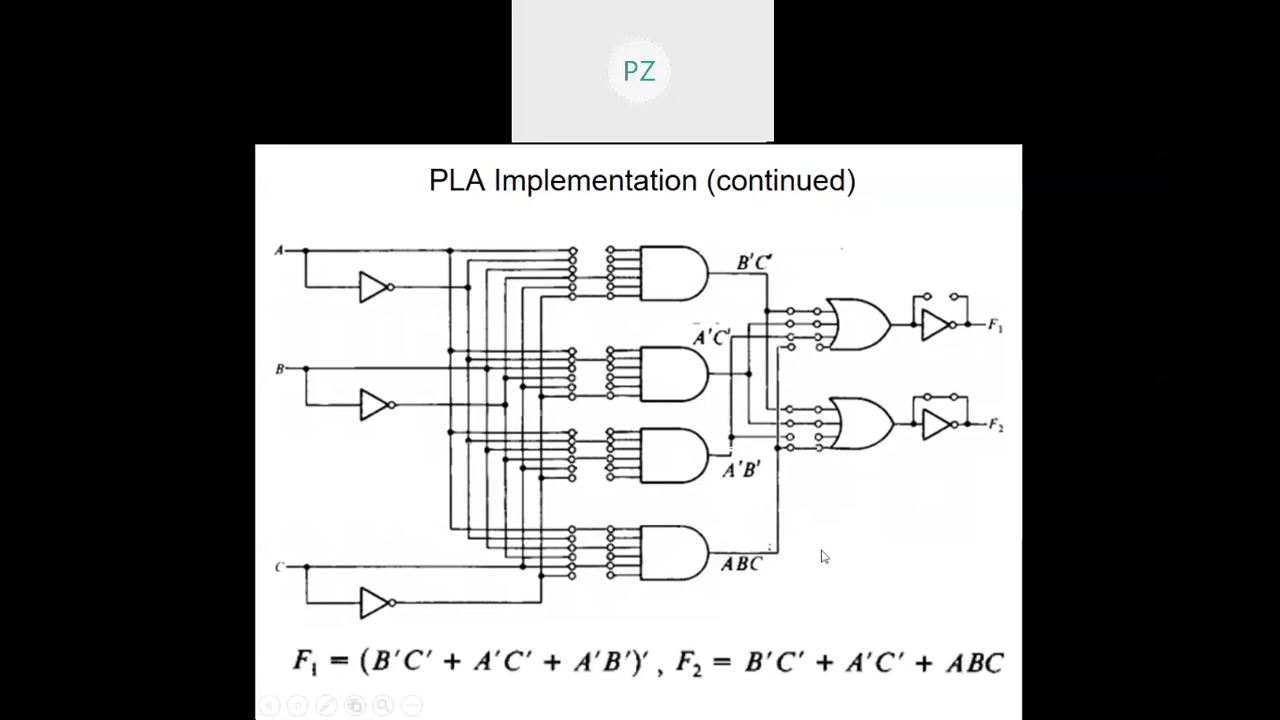 PZ
PLA Implementation (continued)
A
B'C'
F₁
A'C'
B
F₂
A'B'
ABC
C
F₁ = (B'C' + A'C' + A'B')', F₂ = B'C' + A'C' + ABC